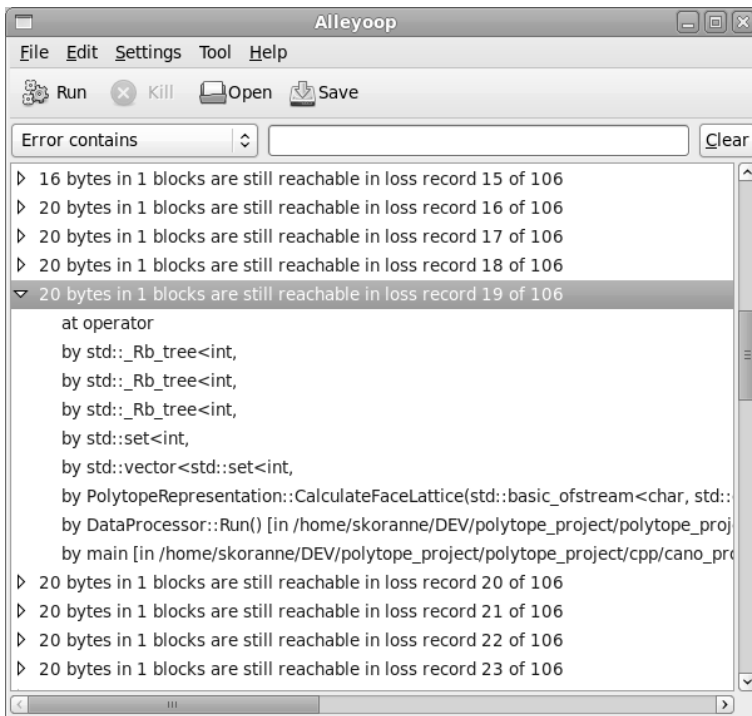 Alleyoop
File Edit Settings Tool Help
Run Kill Open Save
Error contains Clear
16 bytes in 1 blocks are still reachable in loss record 15 of 106
20 bytes in 1 blocks are still reachable in loss record 16 of 106
20 bytes in 1 blocks are still reachable in loss record 17 of 106
20 bytes in 1 blocks are still reachable in loss record 18 of 106
20 bytes in 1 blocks are still reachable in loss record 19 of 106
at operator
by std::_Rb_tree<int,
by std::_Rb_tree<int,
by std::_Rb_tree<int,
by std::set<int,
by std::vector<std::set<int,
by PolytopeRepresentation::CalculateFaceLattice(std::basic_ofstream<char, std::
by DataProcessor::Run() [in /home/skoranne/DEV/polytope_project/polytope_proj
by main [in /home/skoranne/DEV/polytope_project/polytope_project/cpp/cano_pro
20 bytes in 1 blocks are still reachable in loss record 20 of 106
20 bytes in 1 blocks are still reachable in loss record 21 of 106
20 bytes in 1 blocks are still reachable in loss record 22 of 106
20 bytes in 1 blocks are still reachable in loss record 23 of 106